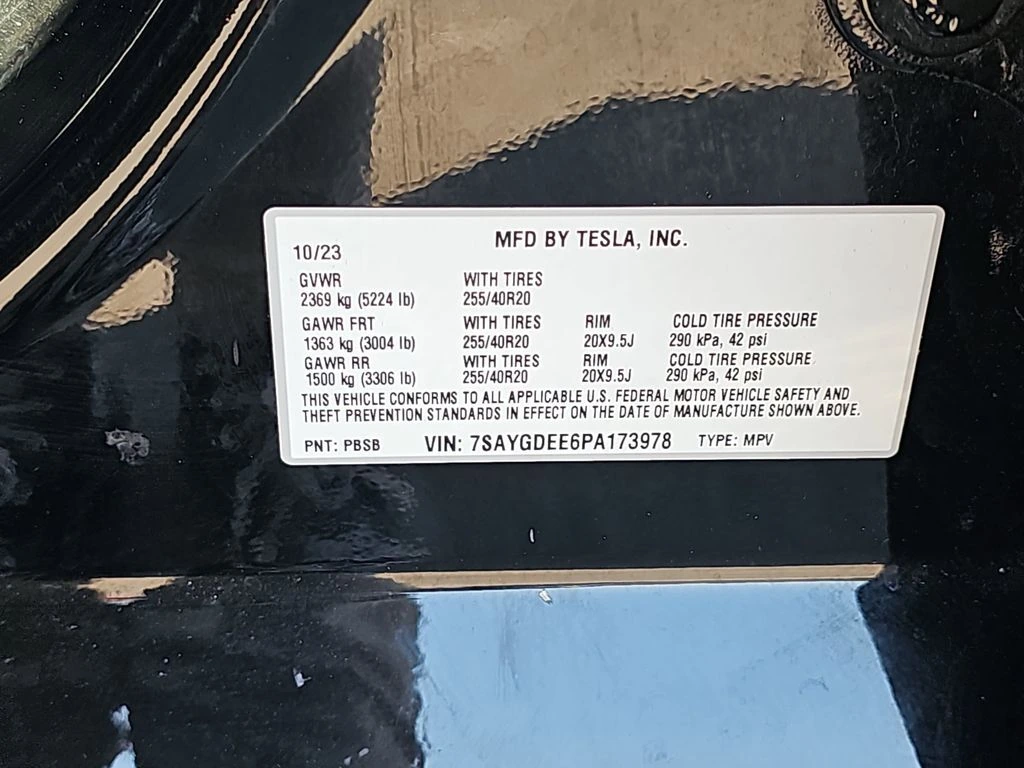 MFD BY TESLA, INC.
10/23
GVWR WITH TIRES
2369 kg (5224 lb) 255/40R20
GAWR FRT WITH TIRES RIM COLD TIRE PRESSURE
1363 kg (3004 lb) 255/40R20 20X9.5J 290 kPa, 42 psi
GAWR RR WITH TIRES RIM COLD TIRE PRESSURE
1500 kg (3306 lb) 255/40R20 20X9.5J 290 kPa, 42 psi
THIS VEHICLE CONFORMS TO ALL APPLICABLE U.S. FEDERAL MOTOR VEHICLE SAFETY AND
THEFT PREVENTION STANDARDS IN EFFECT ON THE DATE OF MANUFACTURE SHOWN ABOVE.
PNT: PBSB VIN: 7SAYGDEE6PA173978 TYPE: MPV